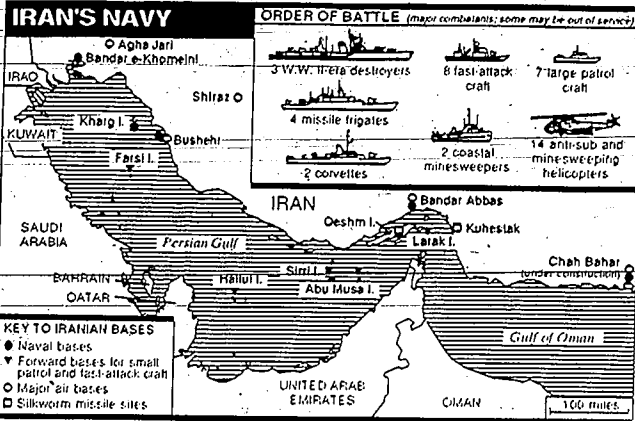 IRAN'S NAVY
ORDER OF BATTLE (major combatants; some may be out of service)
3 W.W. II-era destroyers
8 fast-attack
craft
7 large patrol
craft
4 missile frigates
2 corvettes
2 coastal
minesweepers
14 anti-sub and
minesweeping
helicopters
Agha Jari
Bandar e-Khomeini
IRAQ
Shiraz
Kharg I.
KUWAIT
Bushehr
Farsi I.
IRAN
Bandar Abbas
Qeshm I.
Kuhestak
SAUDI
ARABIA
Persian Gulf
Larak I.
Chah Bahar
(under construction)
BAHRAIN
Sirri I.
Hallul I.
Abu Musa I.
QATAR
Gulf of Oman
KEY TO IRANIAN BASES
Naval bases
Forward bases for small
patrol and fast-attack craft
Major air bases
Silkworm missile sites
UNITED ARAB
EMIRATES
OMAN
100 miles